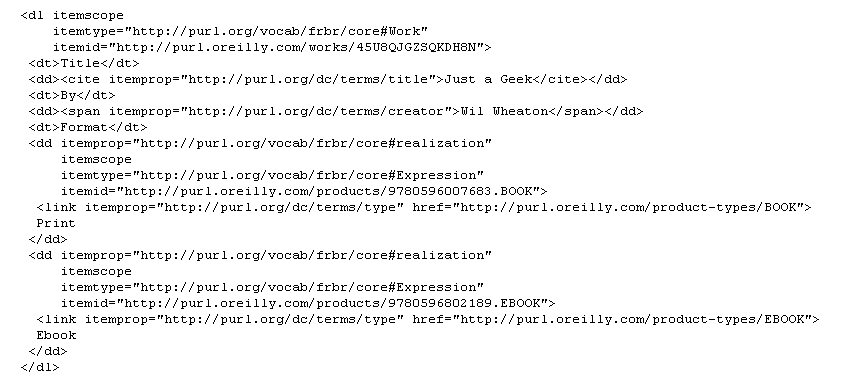 <dl itemscope
itemtype="http://purl.org/vocab/frbr/core#Work"
itemid="http://purl.oreilly.com/works/45U8QJGZSQKDH8N">
<dt>Title</dt>
<dd><cite itemprop="http://purl.org/dc/terms/title">Just a Geek</cite></dd>
<dt>By</dt>
<dd><span itemprop="http://purl.org/dc/terms/creator">Wil Wheaton</span></dd>
<dt>Format</dt>
<dd itemprop="http://purl.org/vocab/frbr/core#realization"
itemscope
itemtype="http://purl.org/vocab/frbr/core#Expression"
itemid="http://purl.oreilly.com/products/9780596007683.BOOK">
<link itemprop="http://purl.org/dc/terms/type" href="http://purl.oreilly.com/product-types/BOOK">
Print
</dd>
<dd itemprop="http://purl.org/vocab/frbr/core#realization"
itemscope
itemtype="http://purl.org/vocab/frbr/core#Expression"
itemid="http://purl.oreilly.com/products/9780596802189.EBOOK">
<link itemprop="http://purl.org/dc/terms/type" href="http://purl.oreilly.com/product-types/EBOOK">
Ebook
</dd>
</dl>